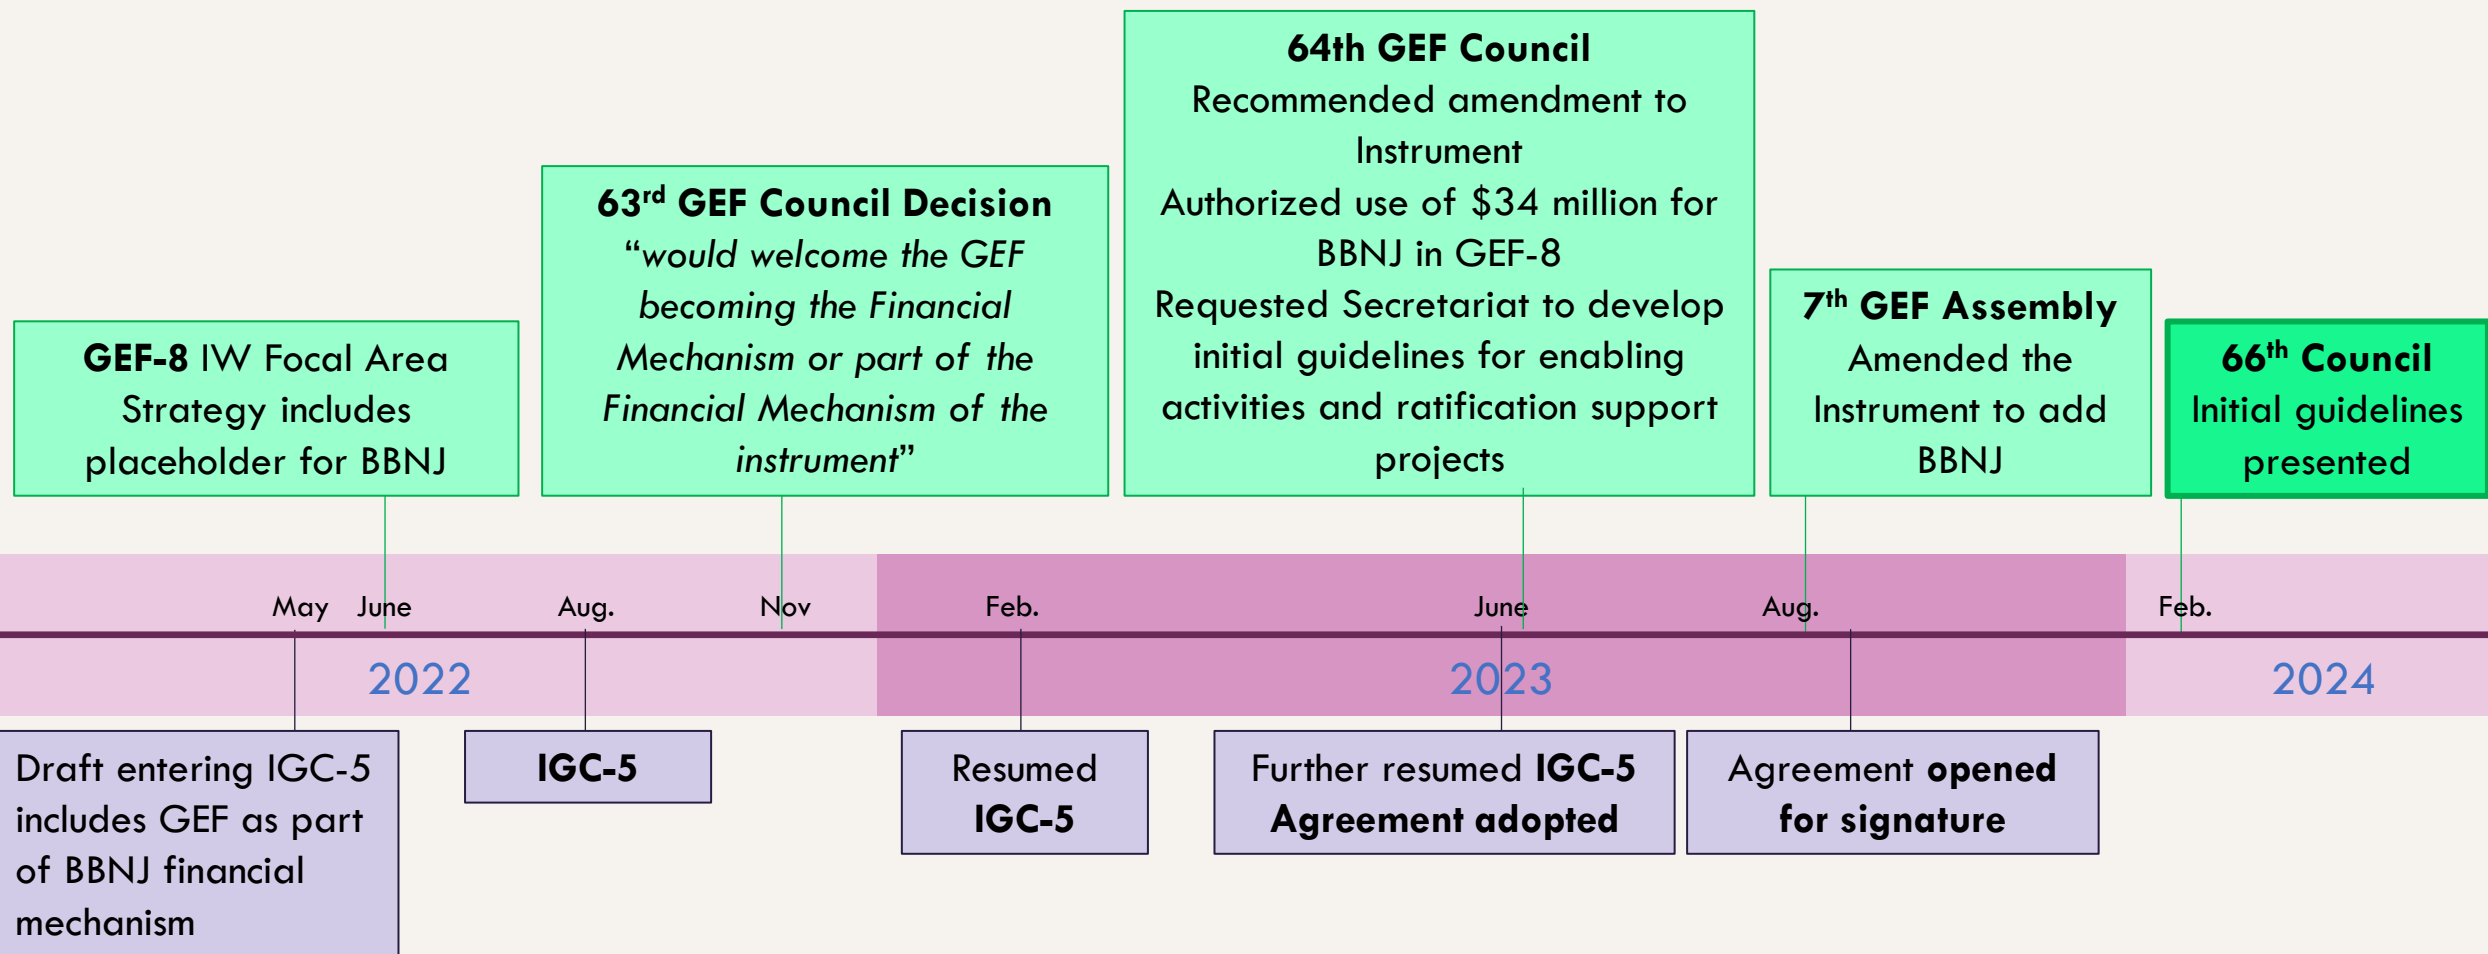 GEF-8 IW Focal Area
Strategy includes
placeholder for BBNJ
63rd GEF Council Decision
“would welcome the GEF
becoming the Financial
Mechanism or part of the
Financial Mechanism of the
instrument”
64th GEF Council
Recommended amendment to
Instrument
Authorized use of $34 million for
BBNJ in GEF-8
Requested Secretariat to develop
initial guidelines for enabling
activities and ratification support
projects
7th GEF Assembly
Amended the
Instrument to add
BBNJ
66th Council
Initial guidelines
presented
May June Aug. Nov Feb. June Aug. Feb.
2022 2023 2024
Draft entering IGC-5
includes GEF as part
of BBNJ financial
mechanism
IGC-5
Resumed
IGC-5
Further resumed IGC-5
Agreement adopted
Agreement opened
for signature